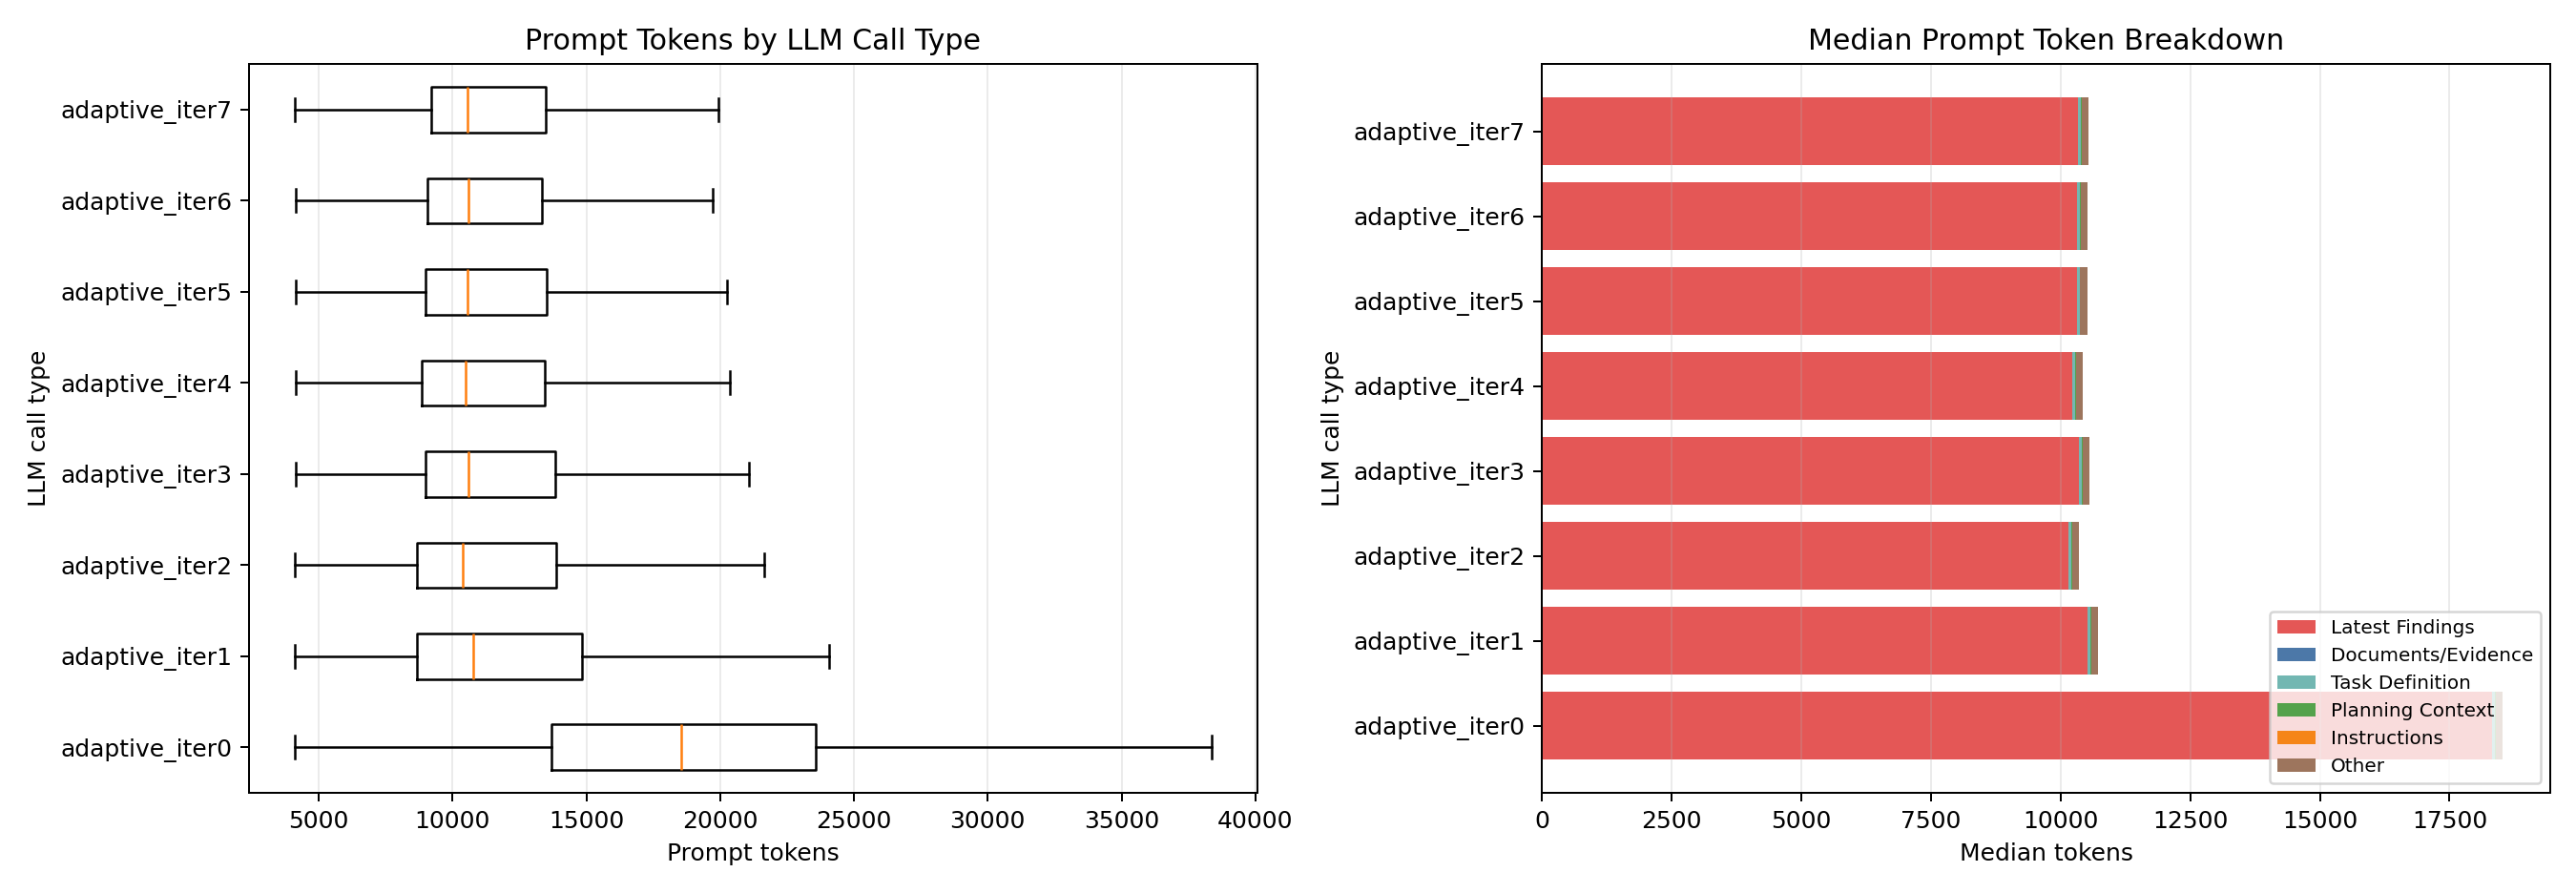 Prompt Tokens by LLM Call Type
LLM call type
adaptive_iter7
adaptive_iter6
adaptive_iter5
adaptive_iter4
adaptive_iter3
adaptive_iter2
adaptive_iter1
adaptive_iter0
5000 10000 15000 20000 25000 30000 35000 40000
Prompt tokens
Median Prompt Token Breakdown
LLM call type
adaptive_iter7
adaptive_iter6
adaptive_iter5
adaptive_iter4
adaptive_iter3
adaptive_iter2
adaptive_iter1
adaptive_iter0
Latest Findings
Documents/Evidence
Task Definition
Planning Context
Instructions
Other
0 2500 5000 7500 10000 12500 15000 17500
Median tokens